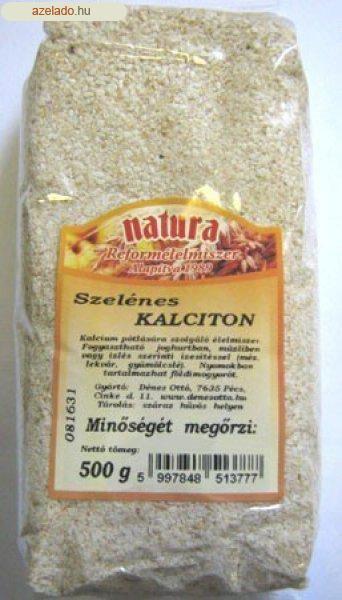 azelado.hu
natura
Reformélelmiszer
Alapítva 1989
Szelénes
KALCITON
Kalcium pótlására szolgáló élelmiszer.
Fogyasztható joghurtban, müzliben
vagy ízlés szerinti ízesítéssel (méz,
lekvár, gyümölcslé). Nyomokban
tartalmazhat földimogyorót.
Gyártó: Dénes Ottó, 7635 Pécs,
Cinke d. 11. www.denesotto.hu
Tárolás: száraz hűvös helyen
081631
Minőségét megőrzi:
Nettó tömeg:
500 g
5 997848 513777